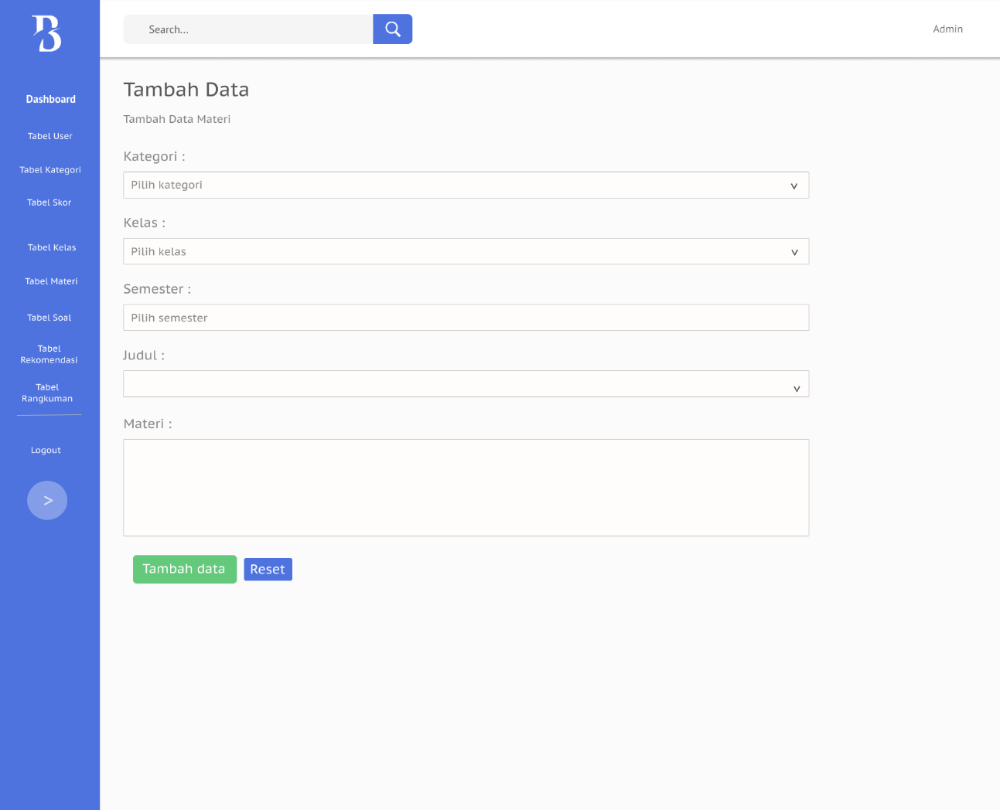 B
Search...
Admin
Dashboard
Tabel User
Tabel Kategori
Tabel Skor
Tabel Kelas
Tabel Materi
Tabel Soal
Tabel
Rekomendasi
Tabel
Rangkuman
Logout
>
Tambah Data
Tambah Data Materi
Kategori :
Pilih kategori
Kelas :
Pilih kelas
Semester :
Pilih semester
Judul :
Materi :
Tambah data
Reset